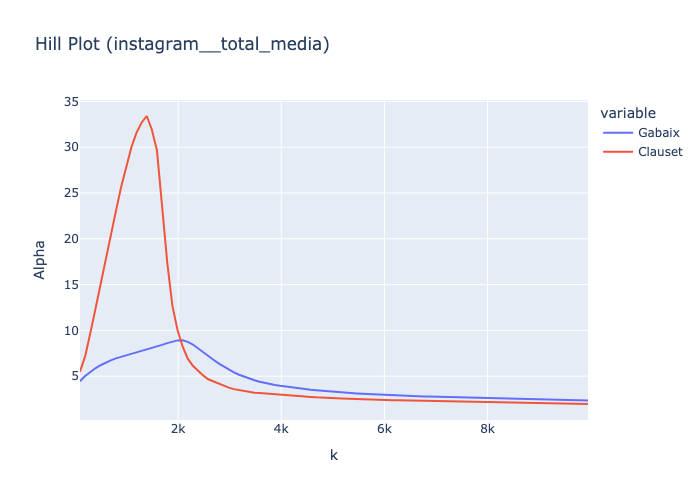 Hill Plot (instagram__total_media)
variable
Gabaix
Clauset
Alpha
35
30
25
20
15
10
5
2k
4k
6k
8k
k